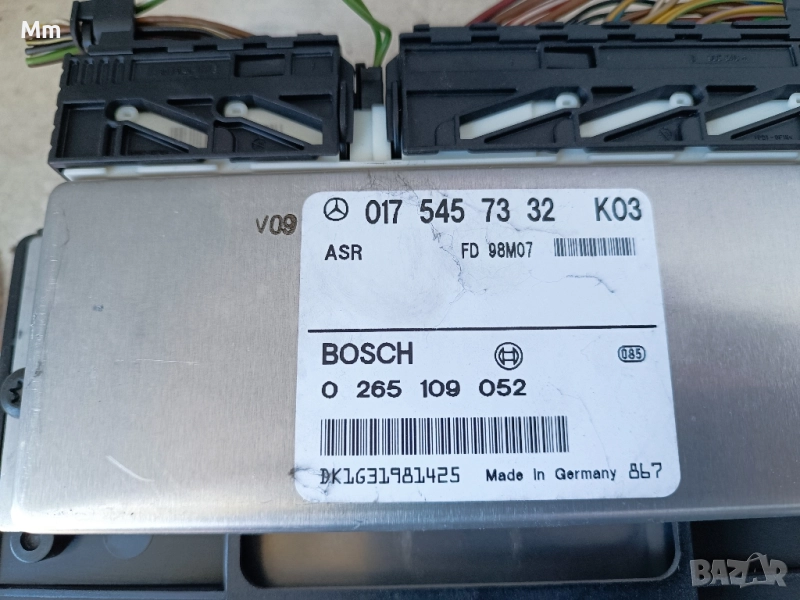 Mm
017 545 73 32 K03
V09
ASR FD 98M07
BOSCH 085
0 265 109 052
DK1G31981425 Made In Germany 867
BAZAR